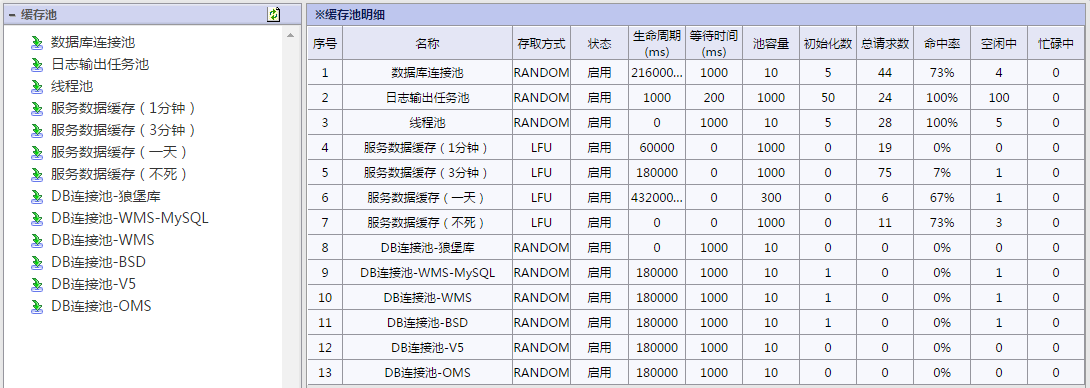 缓存池
数据库连接池
日志输出任务池
线程池
服务数据缓存（1分钟）
服务数据缓存（3分钟）
服务数据缓存（一天）
服务数据缓存（不死）
DB连接池-狼堡库
DB连接池-WMS-MySQL
DB连接池-WMS
DB连接池-BSD
DB连接池-V5
DB连接池-OMS
※缓存池明细
序号 名称 存取方式 状态 生命周期(ms) 等待时间(ms) 池容量 初始化数 总请求数 命中率 空闲中 忙碌中
1 数据库连接池 RANDOM 启用 216000... 1000 10 5 44 73% 4 0
2 日志输出任务池 RANDOM 启用 1000 200 1000 50 24 100% 100 0
3 线程池 RANDOM 启用 0 1000 10 5 28 100% 5 0
4 服务数据缓存（1分钟） LFU 启用 60000 0 1000 0 19 0% 0 0
5 服务数据缓存（3分钟） LFU 启用 180000 0 1000 0 75 7% 1 0
6 服务数据缓存（一天） LFU 启用 432000... 0 300 0 6 67% 1 0
7 服务数据缓存（不死） LFU 启用 0 0 1000 0 11 73% 3 0
8 DB连接池-狼堡库 RANDOM 启用 0 1000 10 0 0 0% 0 0
9 DB连接池-WMS-MySQL RANDOM 启用 180000 1000 10 1 0 0% 1 0
10 DB连接池-WMS RANDOM 启用 180000 1000 10 1 0 0% 1 0
11 DB连接池-BSD RANDOM 启用 180000 1000 10 1 0 0% 1 0
12 DB连接池-V5 RANDOM 启用 180000 1000 10 0 0 0% 0 0
13 DB连接池-OMS RANDOM 启用 180000 1000 10 0 0 0% 0 0